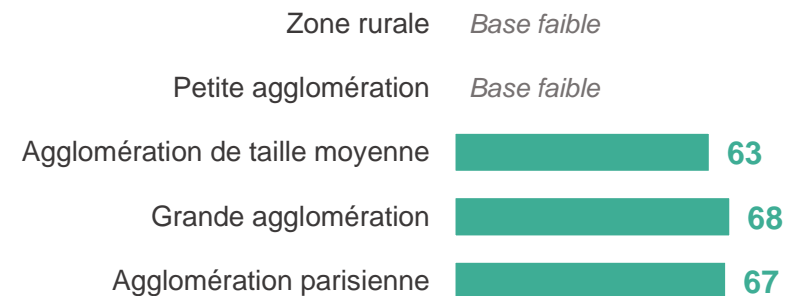 Zone rurale Base faible
Petite agglomération Base faible
Agglomération de taille moyenne 63
Grande agglomération 68
Agglomération parisienne 67